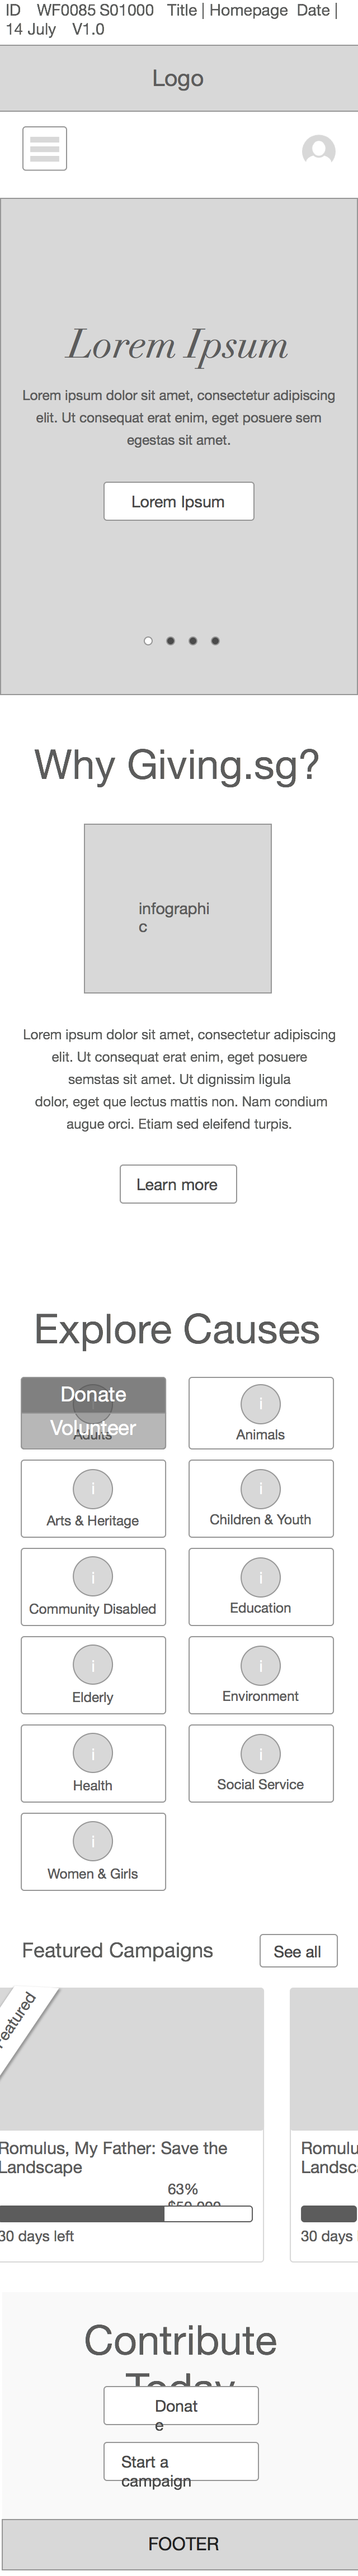 ID WF0085 S01000 Title | Homepage Date |
14 July V1.0
Logo
Lorem Ipsum
Lorem ipsum dolor sit amet, consectetur adipiscing
elit. Ut consequat erat enim, eget posuere sem
egestas sit amet.
Lorem Ipsum
Why Giving.sg?
infographi
c
Lorem ipsum dolor sit amet, consectetur adipiscing
elit. Ut consequat erat enim, eget posuere
semstas sit amet. Ut dignissim ligula
dolor, eget que lectus mattis non. Nam condium
augue orci. Etiam sed eleifend turpis.
Learn more
Explore Causes
Donate
Volunteer
Adults
i
Animals
i
Arts & Heritage
i
Children & Youth
i
Community Disabled
i
Education
i
Elderly
i
Environment
i
Health
i
Social Service
i
Women & Girls
Featured Campaigns
See all
Featured
Romulus, My Father: Save the
Landscape
63%
$50,000
30 days left
Romulu
Landsc
30 days
Contribute
Today
Donat
e
Start a
campaign
FOOTER